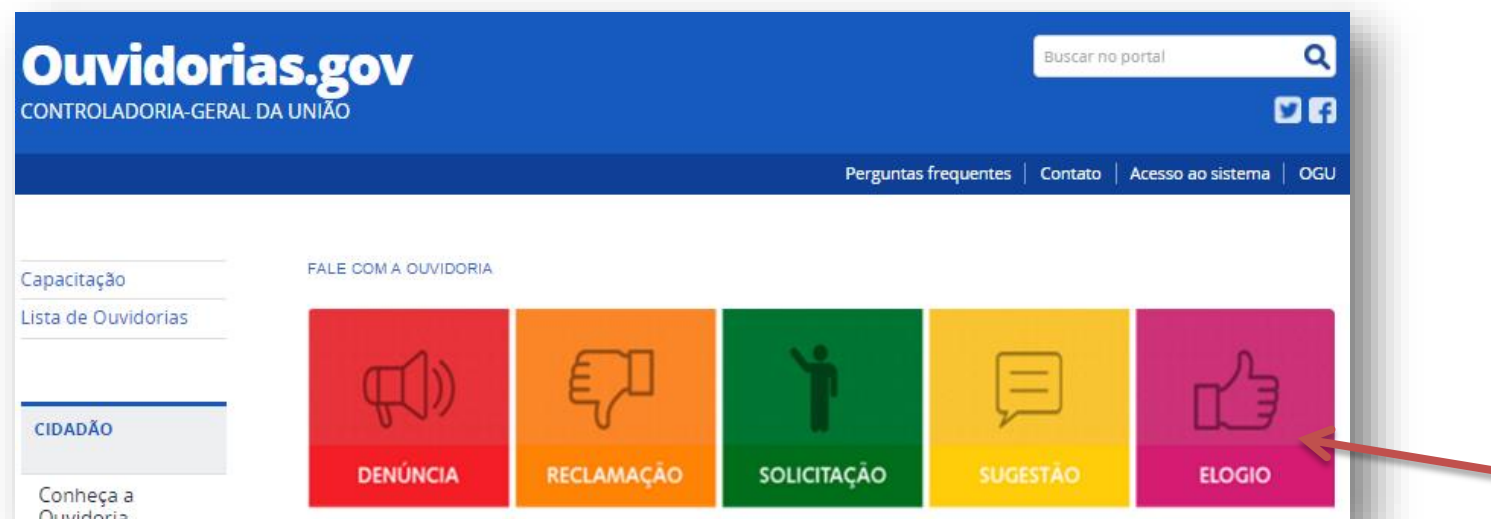 Ouvidorias.gov
CONTROLADORIA-GERAL DA UNIÃO
Buscar no portal
Perguntas frequentes | Contato | Acesso ao sistema | OGU
Capacitação
Lista de Ouvidorias
FALE COM A OUVIDORIA
DENÚNCIA
RECLAMAÇÃO
SOLICITAÇÃO
SUGESTÃO
ELOGIO
CIDADÃO
Conheça a
Ouvidoria